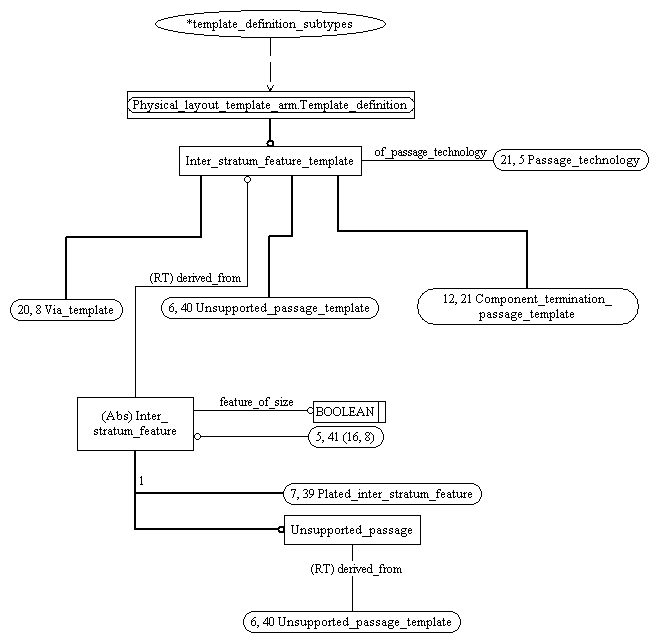 *template_definition_subtypes
Physical_layout_template_arm.Template_definition
Inter_stratum_feature_template
of_passage_technology
21, 5 Passage_technology
(RT) derived_from
20, 8 Via_template
6, 40 Unsupported_passage_template
12, 21 Component_termination_
passage_template
(Abs) Inter_
stratum_feature
feature_of_size
BOOLEAN
5, 41 (16, 8)
1
7, 39 Plated_inter_stratum_feature
Unsupported_passage
(RT) derived_from
6, 40 Unsupported_passage_template